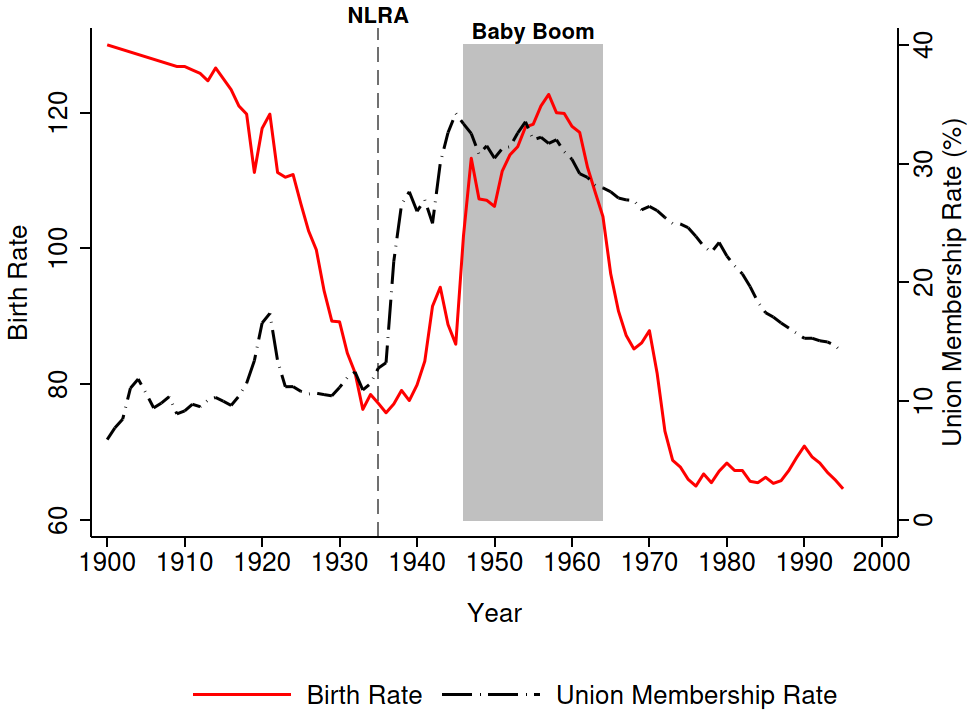 NLRA
Baby Boom
Birth Rate
60
80
100
120
Union Membership Rate (%)
0
10
20
30
40
1900 1910 1920 1930 1940 1950 1960 1970 1980 1990 2000
Year
Birth Rate Union Membership Rate